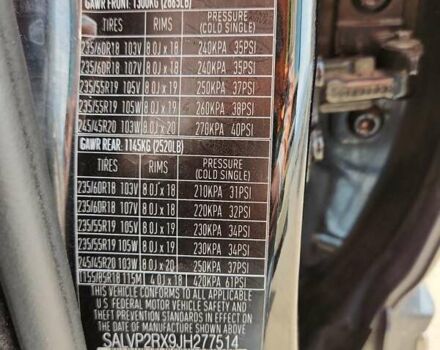 GAWR FRONT 1300KG (2865LB)
TIRES RIMS PRESSURE (COLD SINGLE)
235/60R18 103V 8.0J x 18 240KPA 35PSI
235/60R18 107V 8.0J x 18 240KPA 35PSI
235/55R19 105V 8.0J x 19 250KPA 37PSI
235/55R19 105W 8.0J x 19 260KPA 38PSI
245/45R20 103W 8.0J x 20 270KPA 40PSI
GAWR REAR: 1145KG (2520LB)
TIRES RIMS PRESSURE (COLD SINGLE)
235/60R18 103V 8.0J x 18 210KPA 31PSI
235/60R18 107V 8.0J x 18 220KPA 32PSI
235/55R19 105V 8.0J x 19 230KPA 34PSI
235/55R19 105W 8.0J x 19 230KPA 34PSI
245/45R20 103W 8.0J x 20 250KPA 37PSI
T155/85R18 115M 4.0J x 18 420KPA 61PSI
THIS VEHICLE CONFORMS TO ALL APPLICABLE
U S FEDERAL MOTOR VEHICLE SAFETY AND
THEFT PREVENTION STANDARDS IN EFFECT ON
THE DATE OF MANUFACTURE SHOWN ABOVE
SALVP2RX9JH277514